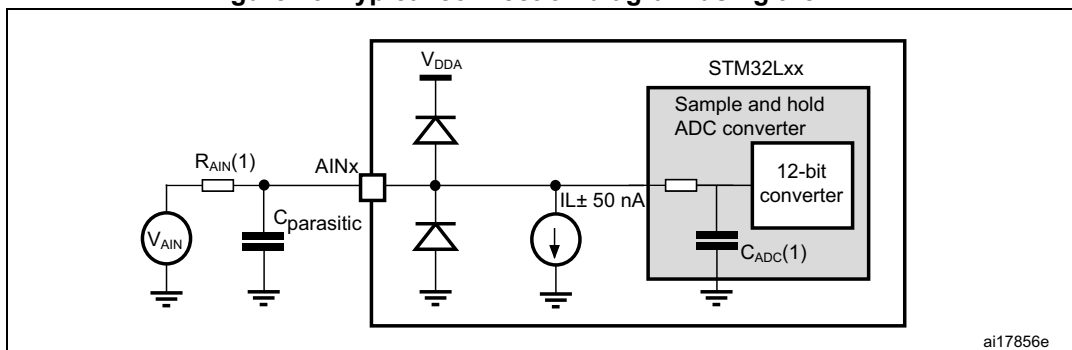 VDDA
STM32Lxx
Sample and hold
ADC converter
RAIN(1)
AINx
12-bit
converter
IL± 50 nA
Cparasitic
VAIN
CADC(1)
ai17856e